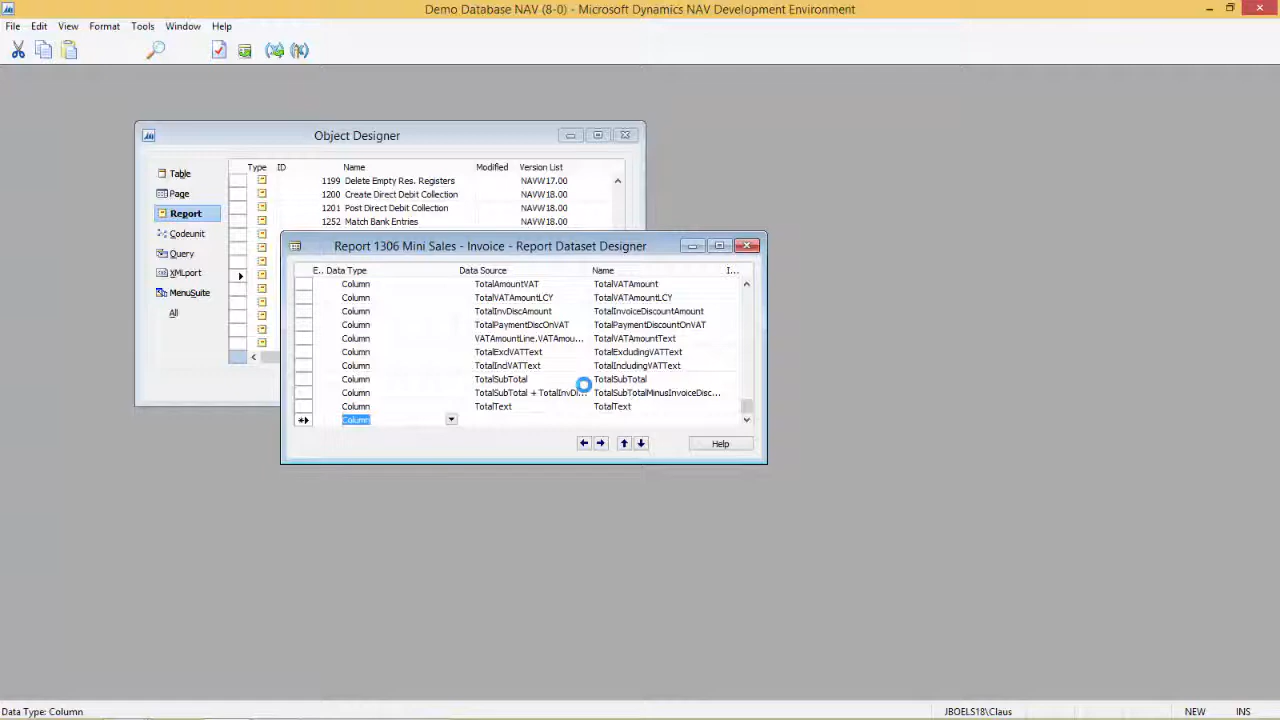 Demo Database NAV (8-0) - Microsoft Dynamics NAV Development Environment
File Edit View Format Tools Window Help
Object Designer
Table
Page
Report
Codeunit
Query
XMLport
MenuSuite
All
Type ID Name Modified Version List
1199 Delete Empty Res. Registers NAVW17.00
1200 Create Direct Debit Collection NAVW18.00
1201 Post Direct Debit Collection NAVW18.00
1252 Match Bank Entries NAVW18.00
Report 1306 Mini Sales - Invoice - Report Dataset Designer
E.. Data Type Data Source Name I...
Column TotalAmountVAT TotalVATAmount
Column TotalVATAmountLCY TotalVATAmountLCY
Column TotalInvDiscAmount TotalInvoiceDiscountAmount
Column TotalPaymentDiscOnVAT TotalPaymentDiscountOnVAT
Column VATAmountLine.VATAmou... TotalVATAmountText
Column TotalExclVATText TotalExcludingVATText
Column TotalInclVATText TotalIncludingVATText
Column TotalSubTotal TotalSubTotal
Column TotalSubTotal + TotalInvDi... TotalSubTotalMinusInvoiceDisc...
Column TotalText TotalText
Column
Help
Data Type: Column JBOELS18\Claus NEW INS